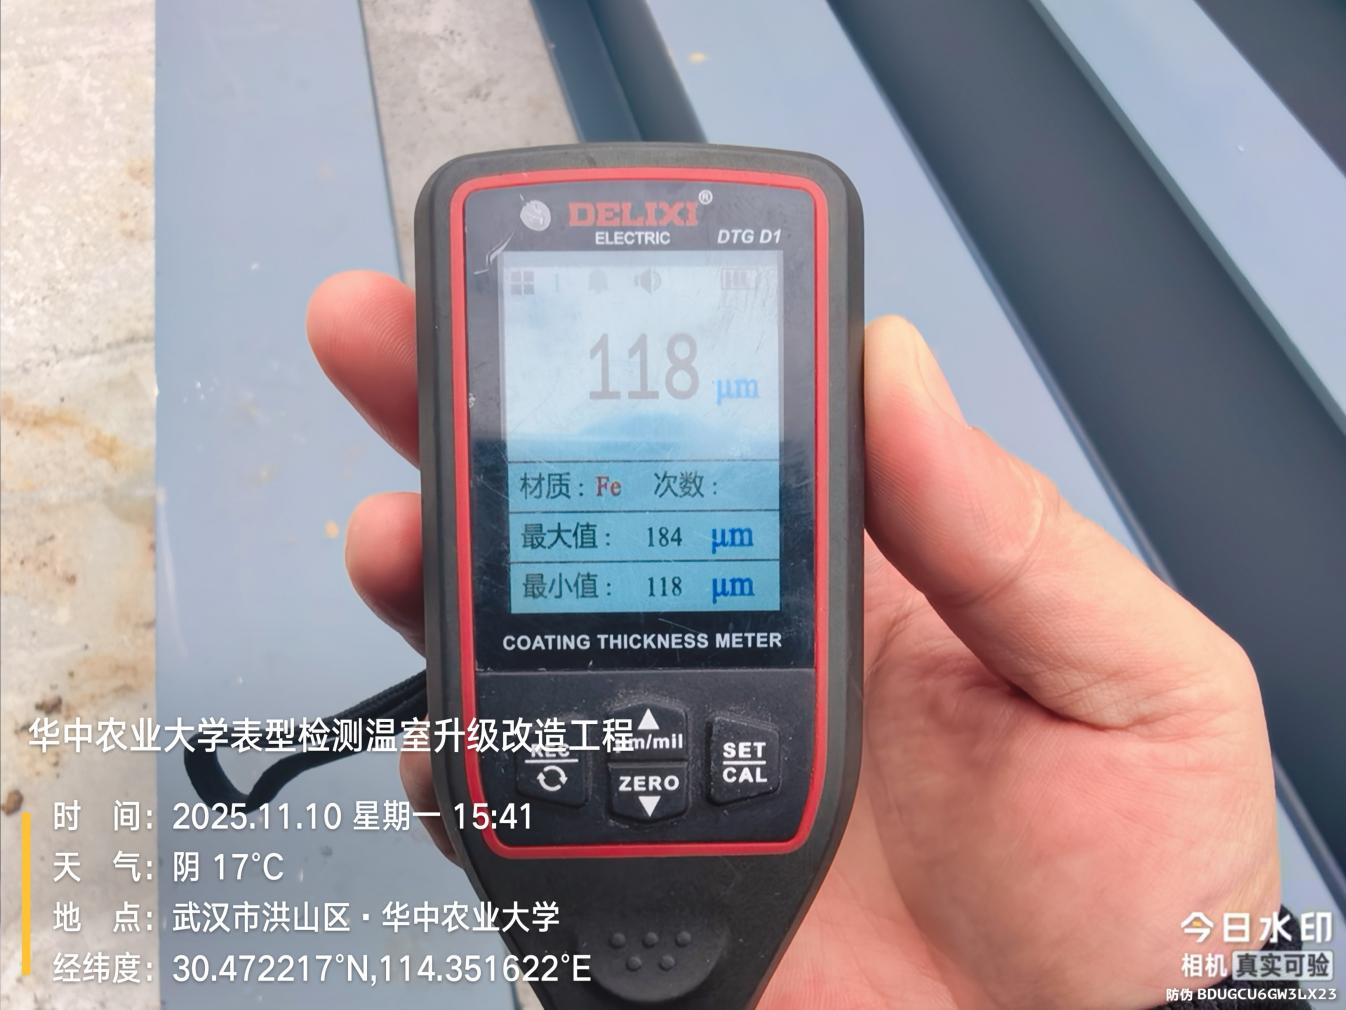 DELIXI®
ELECTRIC DTG D1
118 μm
材质：Fe 次数：
最大值： 184 μm
最小值： 118 μm
COATING THICKNESS METER
REC
μm/mil
ZERO
SET
CAL
华中农业大学表型检测温室升级改造工程
时 间：2025.11.10 星期一 15:41
天 气：阴 17℃
地 点：武汉市洪山区·华中农业大学
经纬度：30.472217°N,114.351622°E
今日水印
相机 真实可验
防伪 BDUGCU6GW3LX23